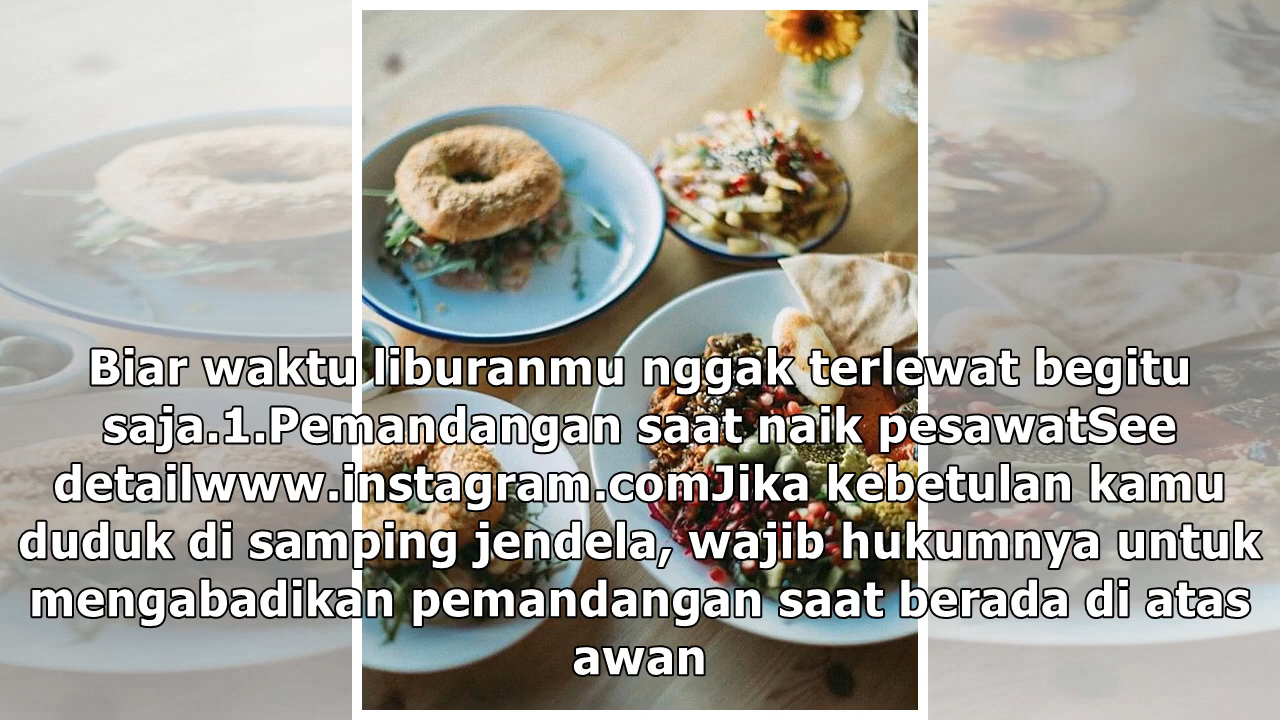 Biar waktu liburanmu nggak terlewat begitu
saja.1.Pemandangan saat naik pesawatSee
detailwww.instagram.comJika kebetulan kamu
duduk di samping jendela, wajib hukumnya untuk
mengabadikan pemandangan saat berada di atas
awan